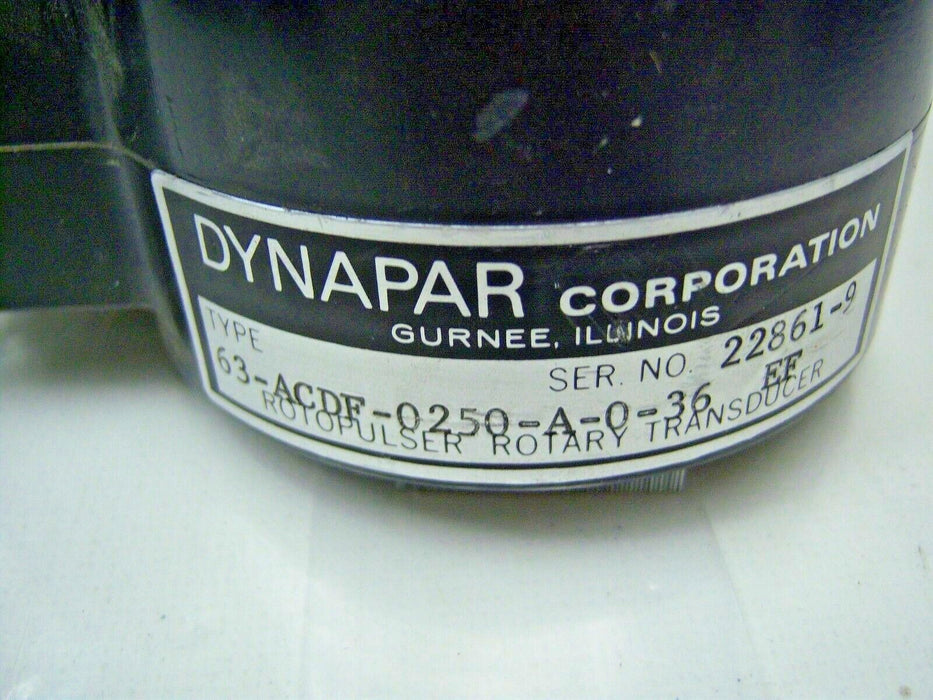 DYNAPAR CORPORATION
GURNEE, ILLINOIS
TYPE
SER. NO. 22861-9
63-ACDF-0250-A-0-36 EF
ROTOPULSER ROTARY TRANSDUCER